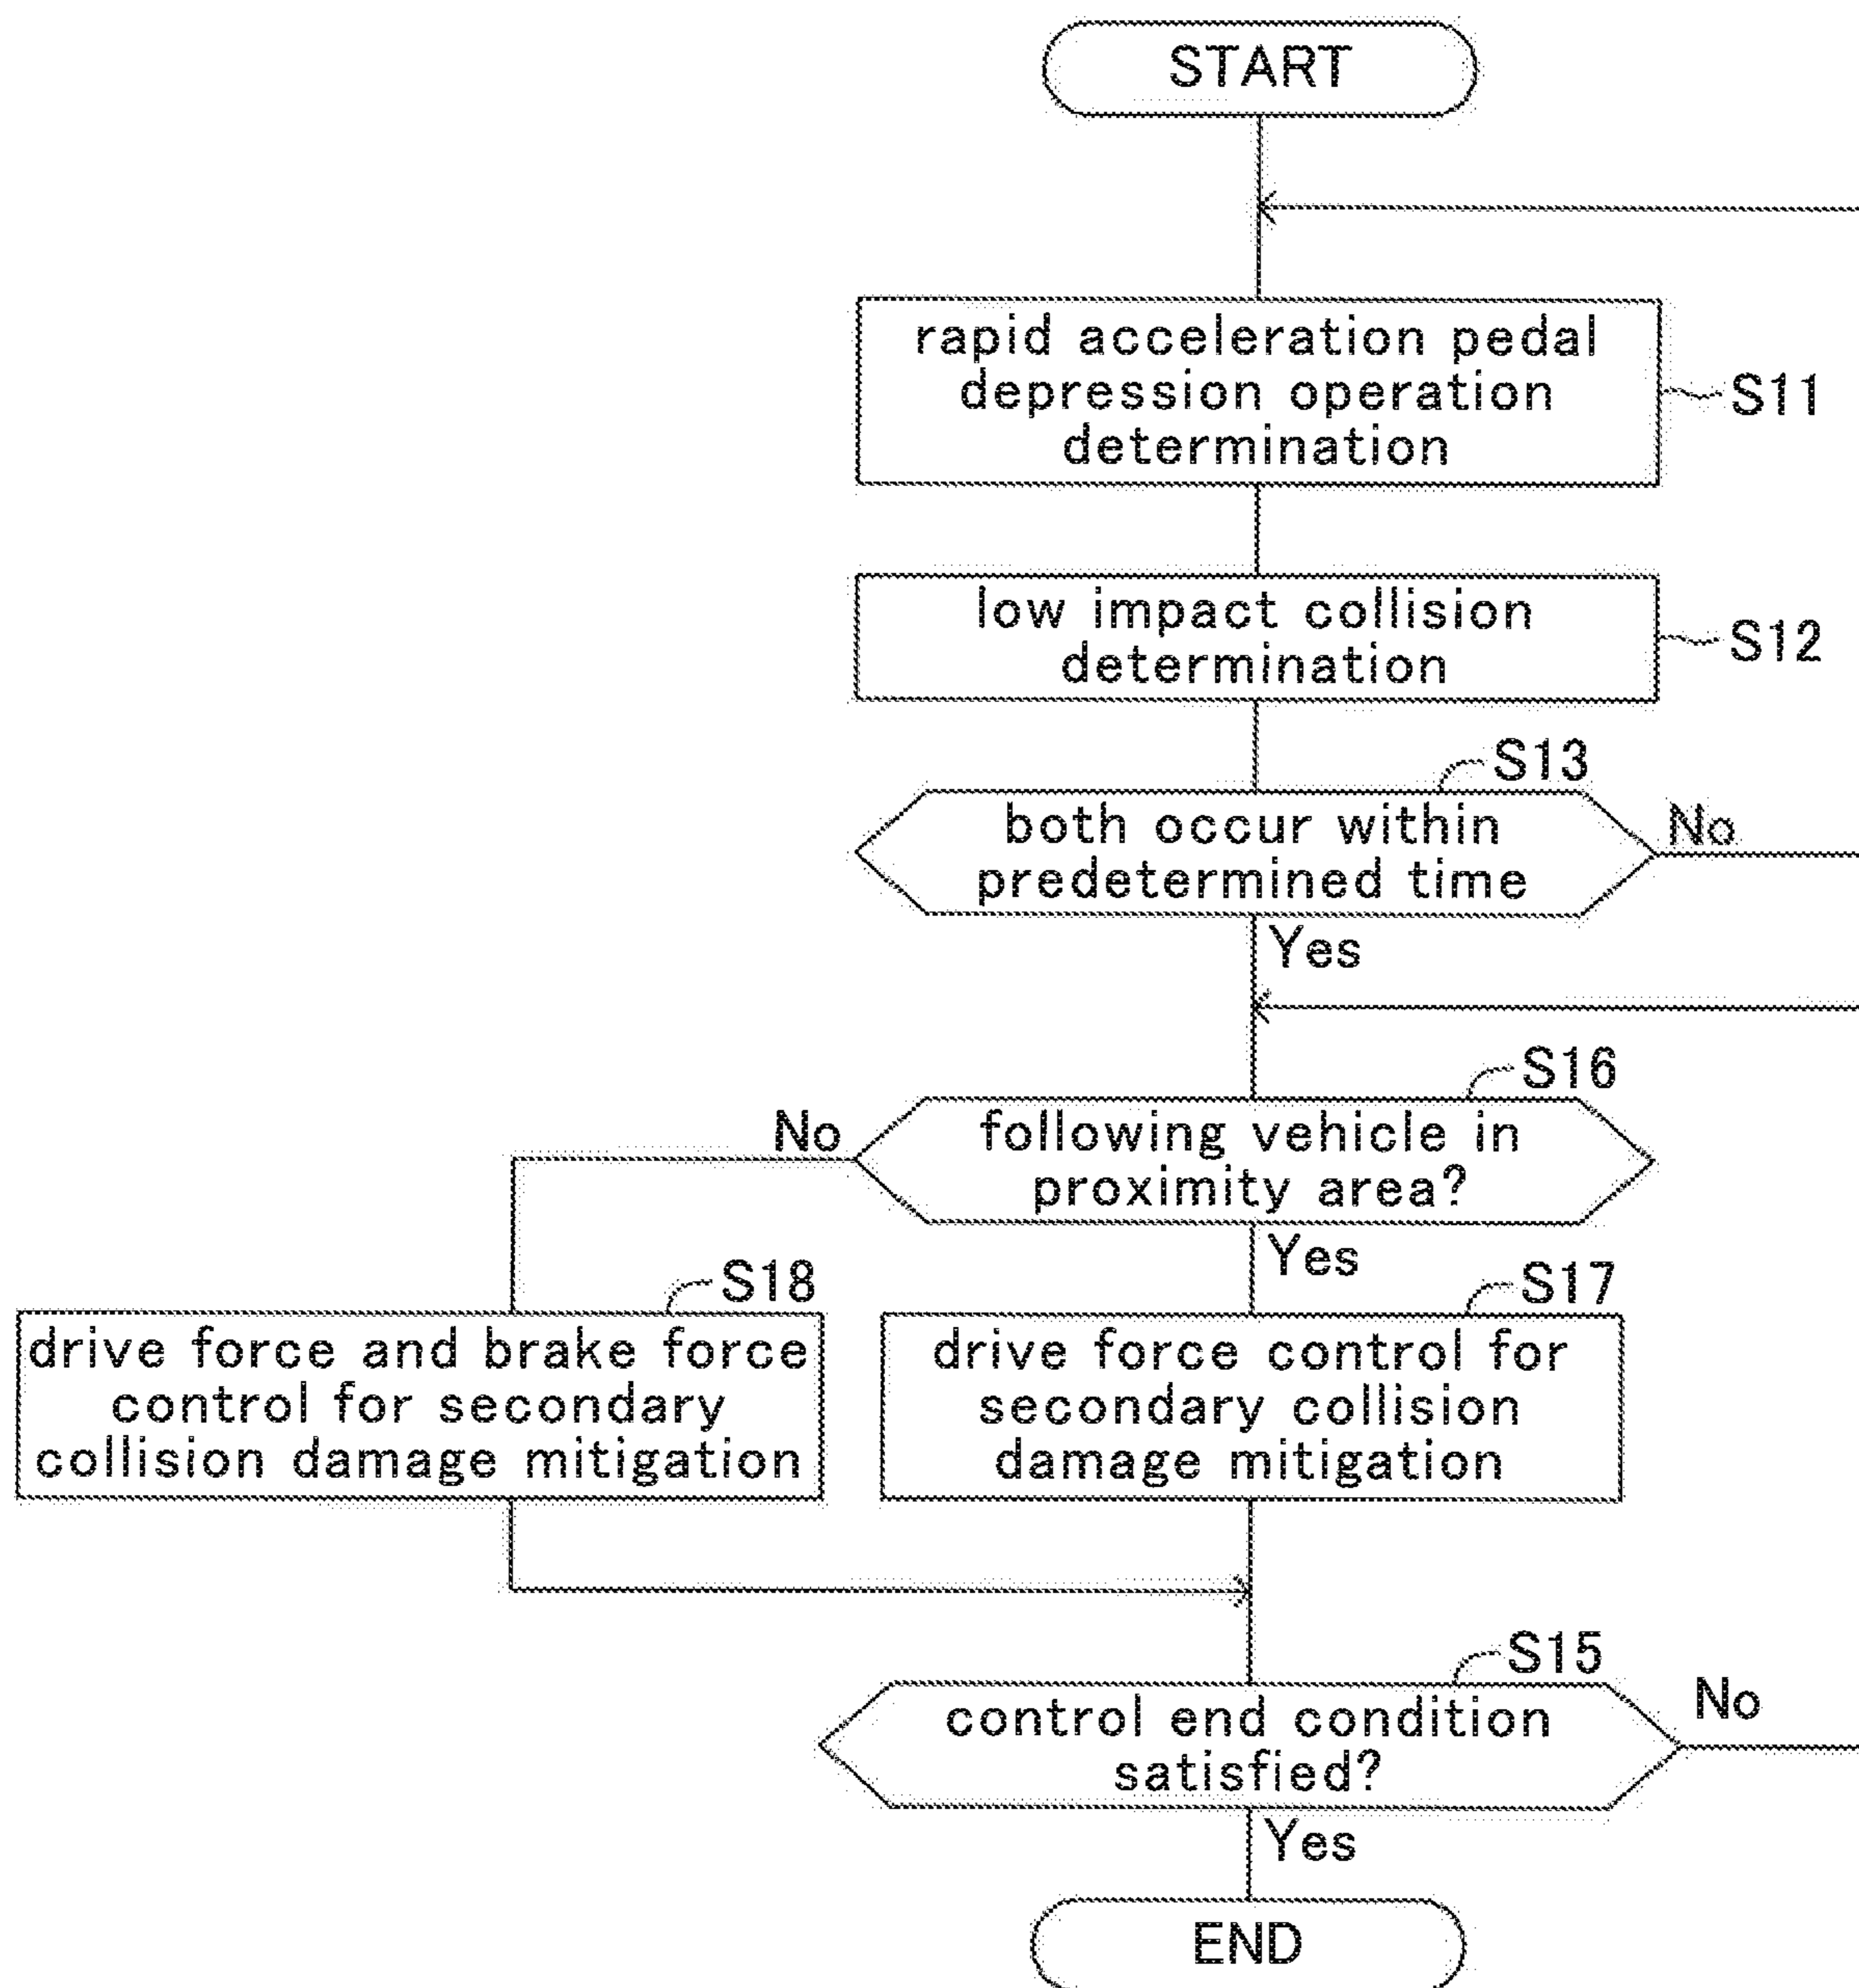 START
rapid acceleration pedal
depression operation
determination
S11
low impact collision
determination
S12
S13
both occur within
predetermined time
No
Yes
S16
following vehicle in
proximity area?
No
Yes
S18
drive force and brake force
control for secondary
collision damage mitigation
S17
drive force control for
secondary collision
damage mitigation
S15
control end condition
satisfied?
No
Yes
END